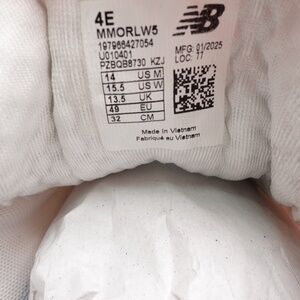 4E
MMORLW5
197966427054
U010401
PZBQB8730 KZJ
14 US M
15.5 US W
13.5 UK
49 EU
32 CM
NB
MFG: 01/2025
LOC: 11
Made in Vietnam
Fabriqué au Vietnam